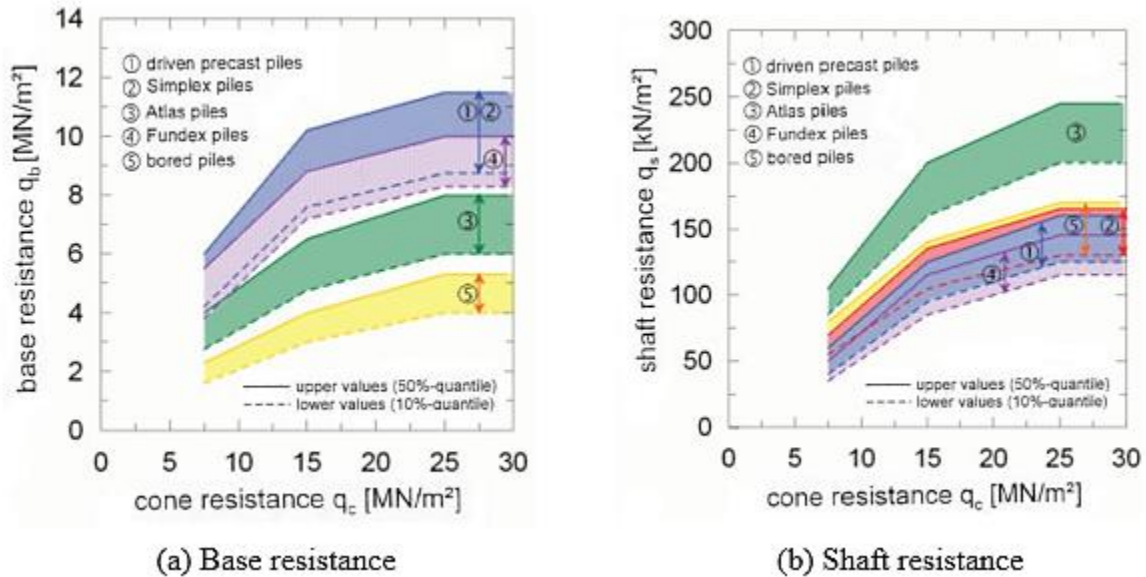 14
12
10
8
6
4
2
0
base resistance q_b [MN/m²]
① driven precast piles
② Simplex piles
③ Atlas piles
④ Fundex piles
⑤ bored piles
① ②
④
③
⑤
upper values (50%-quantile)
lower values (10%-quantile)
0 5 10 15 20 25 30
cone resistance q_c [MN/m²]
(a) Base resistance
300
250
200
150
100
50
0
shaft resistance q_s [kN/m²]
① driven precast piles
② Simplex piles
③ Atlas piles
④ Fundex piles
⑤ bored piles
③
⑤ ②
①
④
upper values (50%-quantile)
lower values (10%-quantile)
0 5 10 15 20 25 30
cone resistance q_c [MN/m²]
(b) Shaft resistance